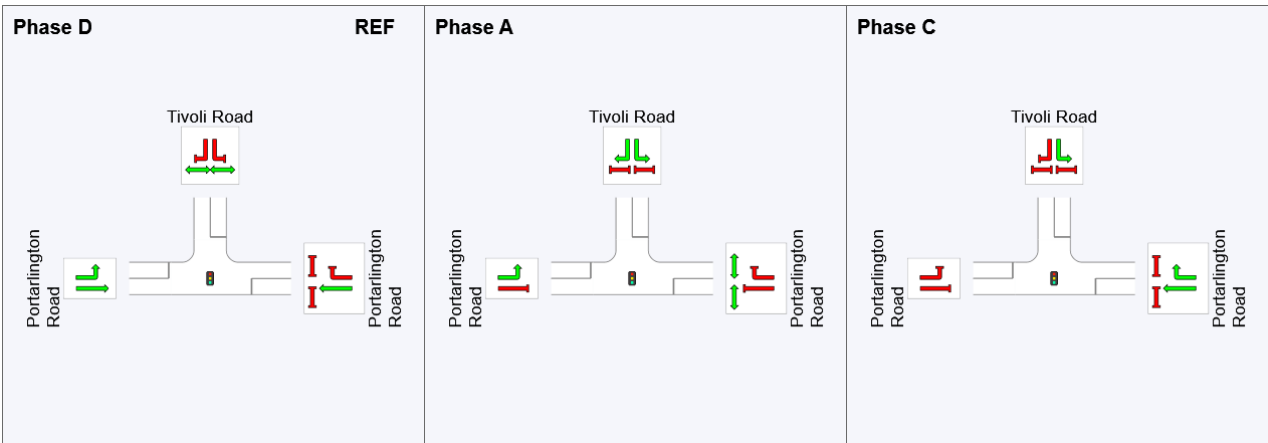 Phase D
REF
Tivoli Road
Portarlington
Road
Portarlington
Road
Phase A
Tivoli Road
Portarlington
Road
Portarlington
Road
Phase C
Tivoli Road
Portarlington
Road
Portarlington
Road